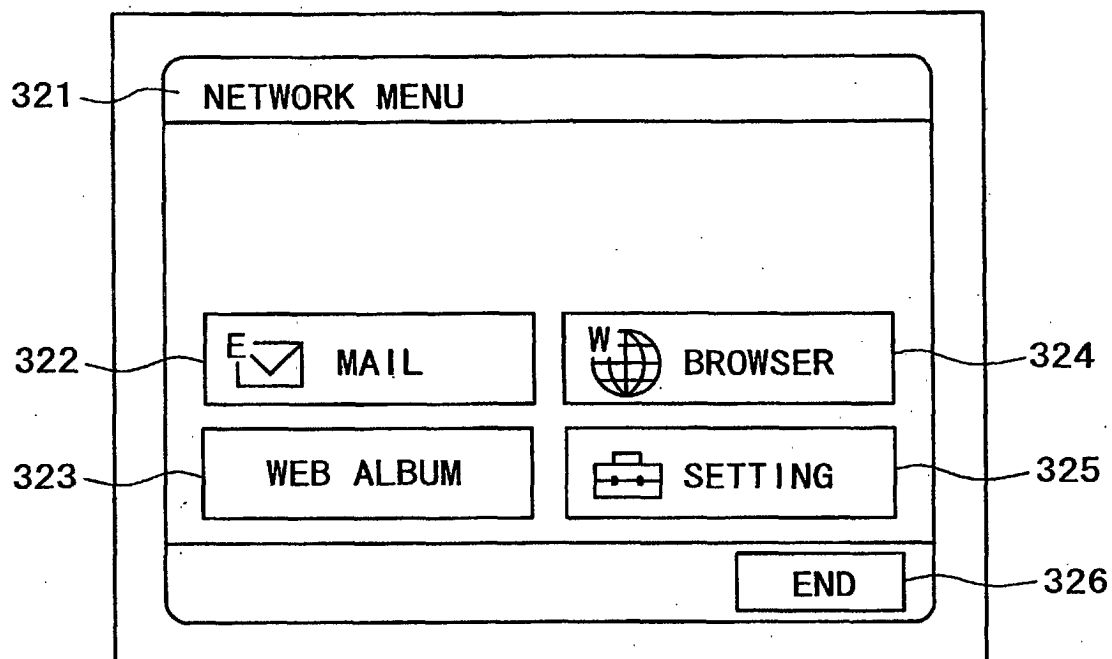 321 NETWORK MENU
322 E MAIL W BROWSER 324
323 WEB ALBUM SETTING 325
END 326